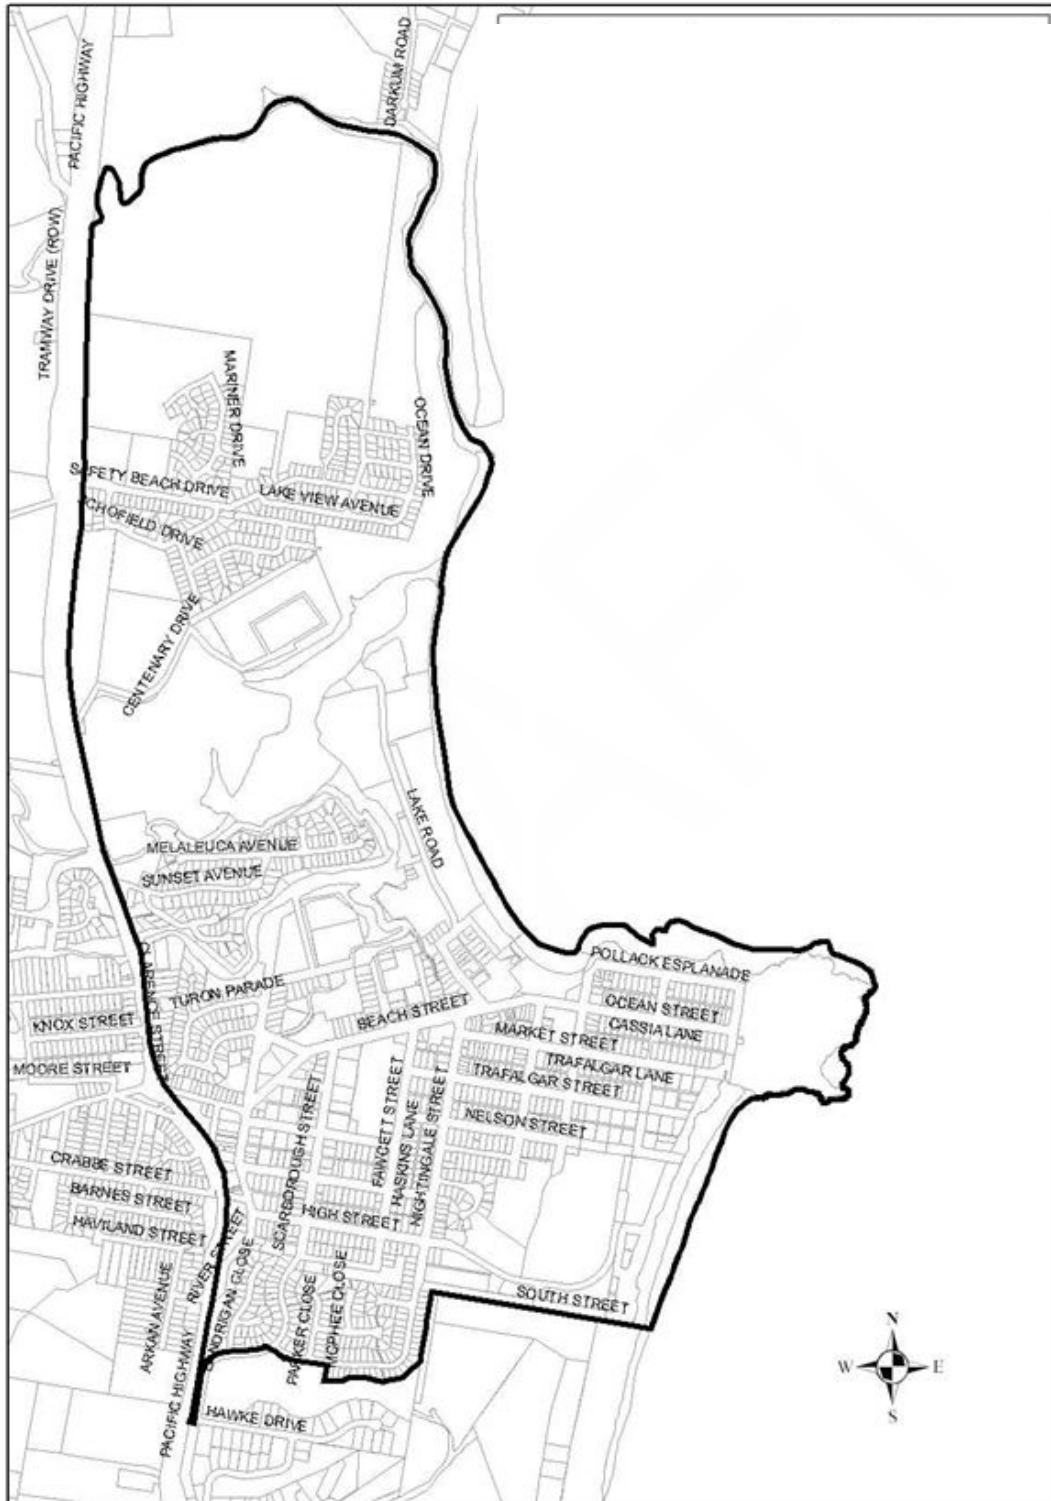 DARKUM ROAD
PACIFIC HIGHWAY
TRAMWAY DRIVE (ROW)
MARINER DRIVE
OCEAN DRIVE
SAFETY BEACH DRIVE
LAKE VIEW AVENUE
SCHOFIELD DRIVE
CENTENARY DRIVE
LAKE ROAD
MELALEUCA AVENUE
SUNSET AVENUE
POLLACK ESPLANADE
CLARENCE STREET
TURON PARADE
BEACH STREET
OCEAN STREET
KNOX STREET
CASSIA LANE
MARKET STREET
MOORE STREET
TRAFALGAR LANE
TRAFALGAR STREET
FAWCETT STREET
HASKINS LANE
NIGHTINGALE STREET
NELSON STREET
SCARBOROUGH STREET
CRABBE STREET
BARNES STREET
HIGH STREET
HAVILAND STREET
RIVER STREET
ARKAN AVENUE
PARKER CLOSE
MCPHEE CLOSE
SOUTH STREET
PACIFIC HIGHWAY
HAWKE DRIVE
N
W E
S